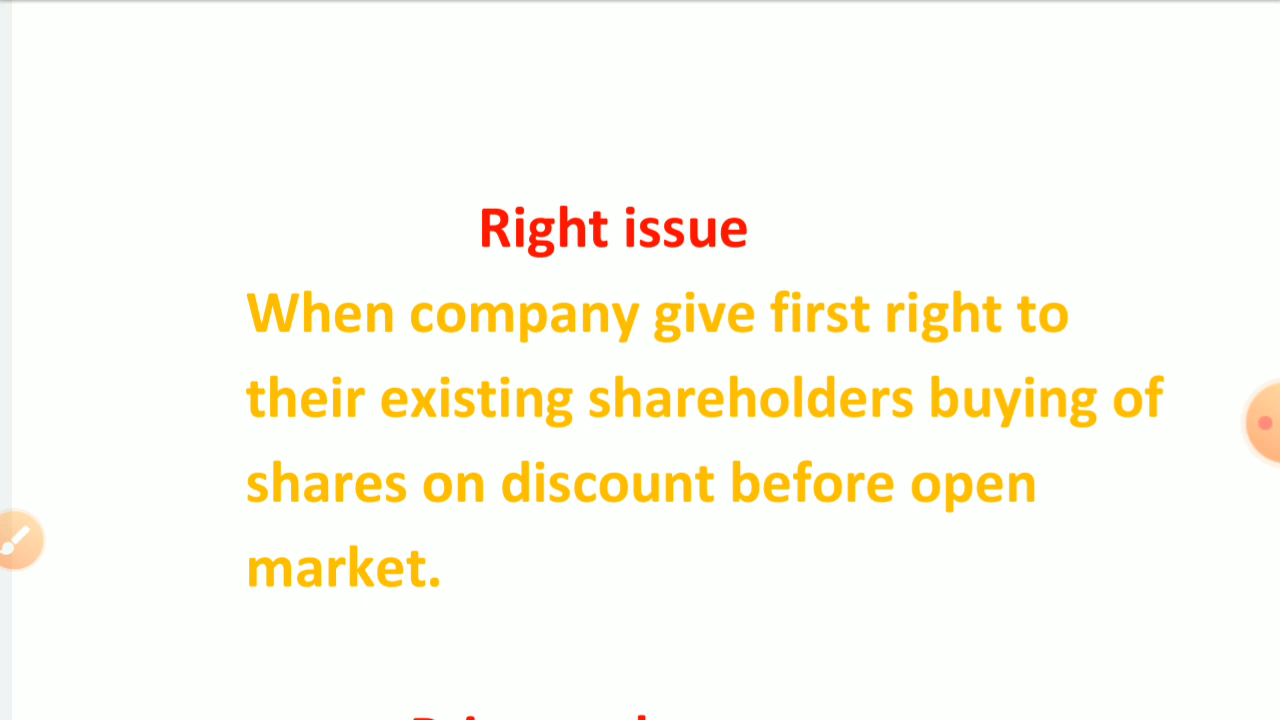 Right issue
When company give first right to
their existing shareholders buying of
shares on discount before open
market.